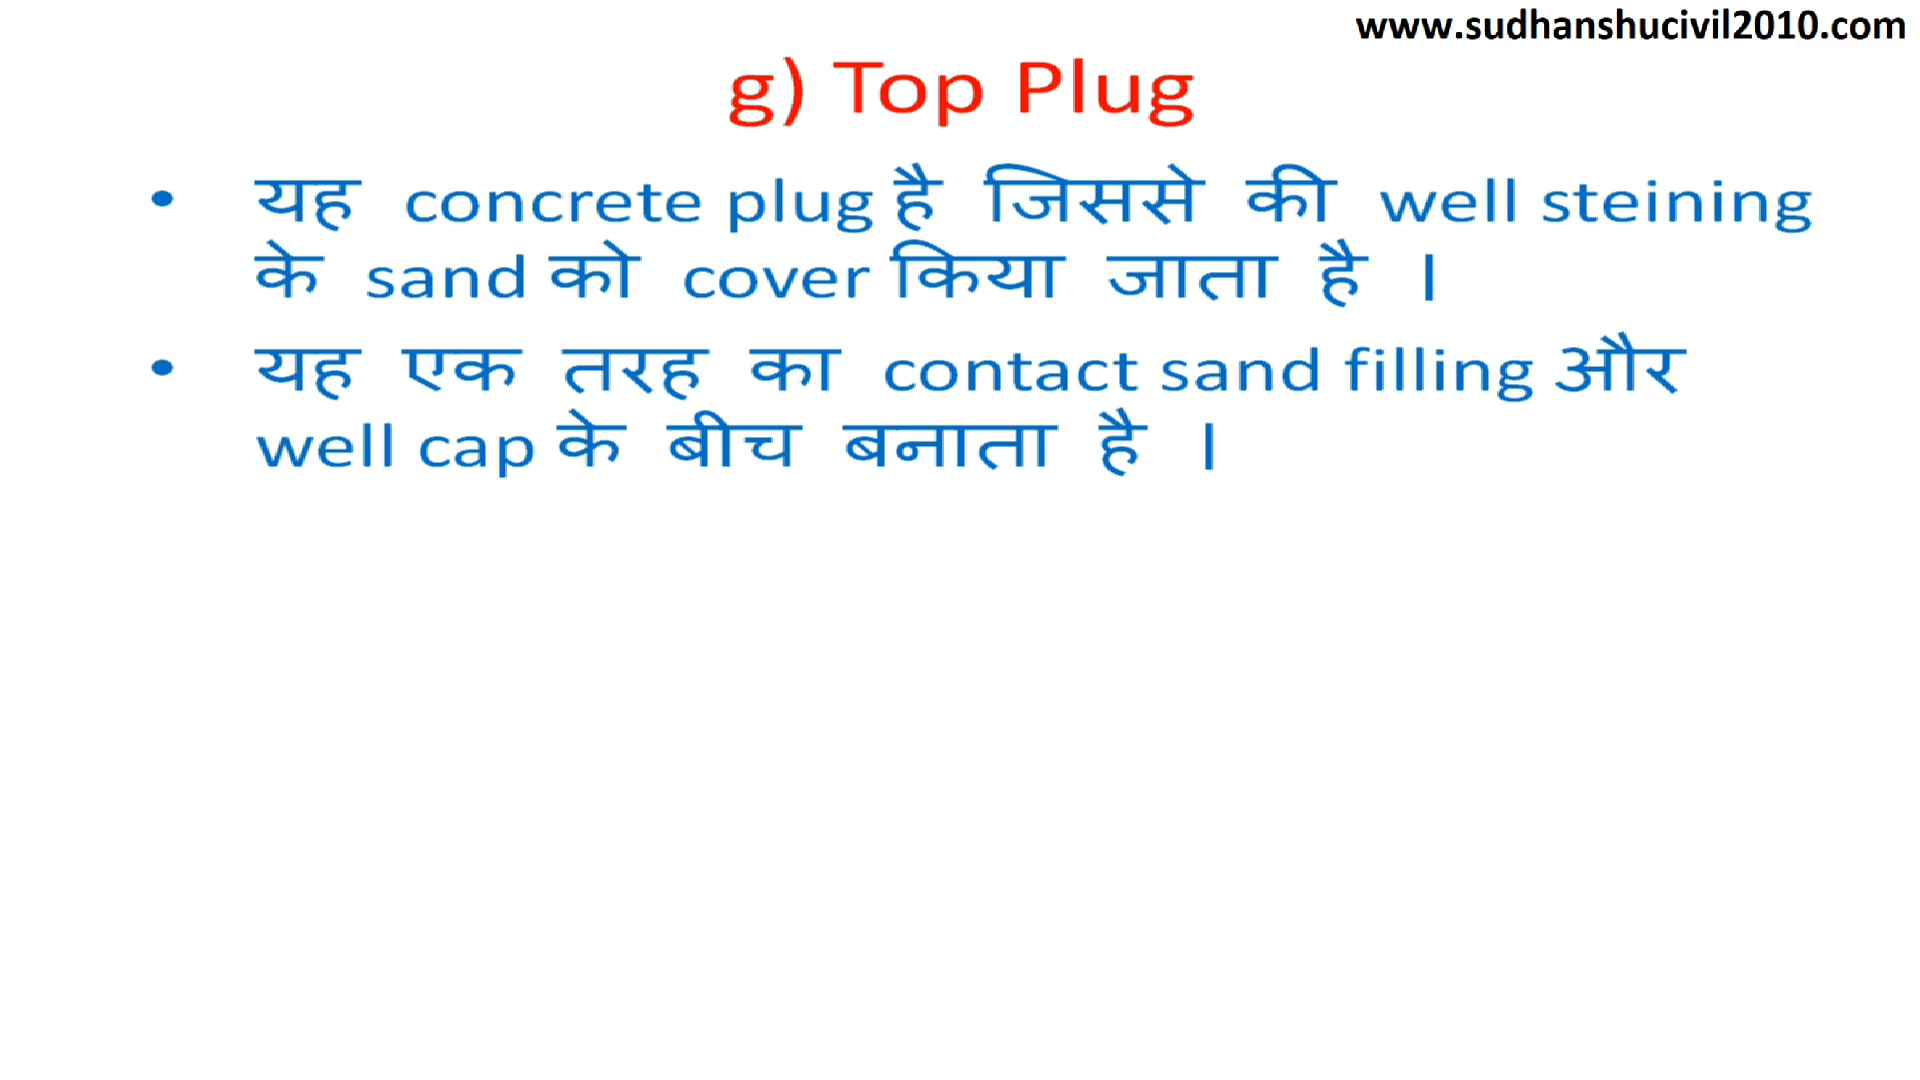 www.sudhanshucivil2010.com
g) Top Plug
• यह concrete plug है जिससे की well steining
के sand को cover किया जाता है ।
• यह एक तरह का contact sand filling और
well cap के बीच बनाता है ।